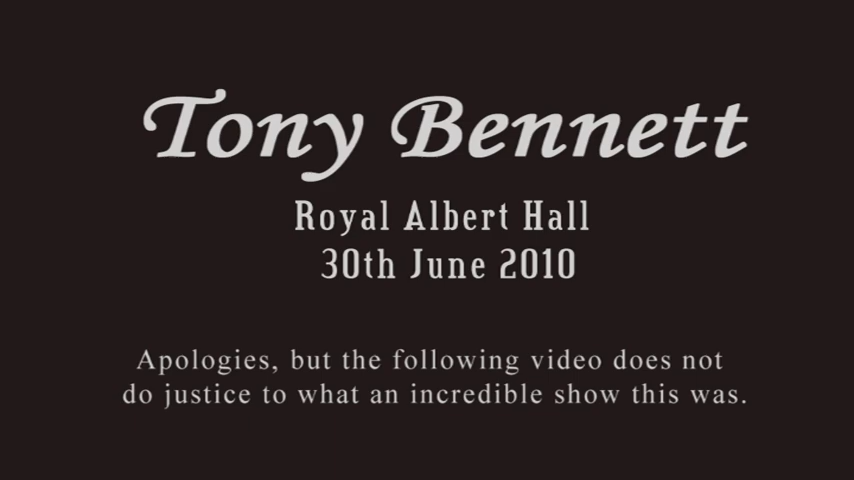 Tony Bennett
Royal Albert Hall
30th June 2010
Apologies, but the following video does not
do justice to what an incredible show this was.